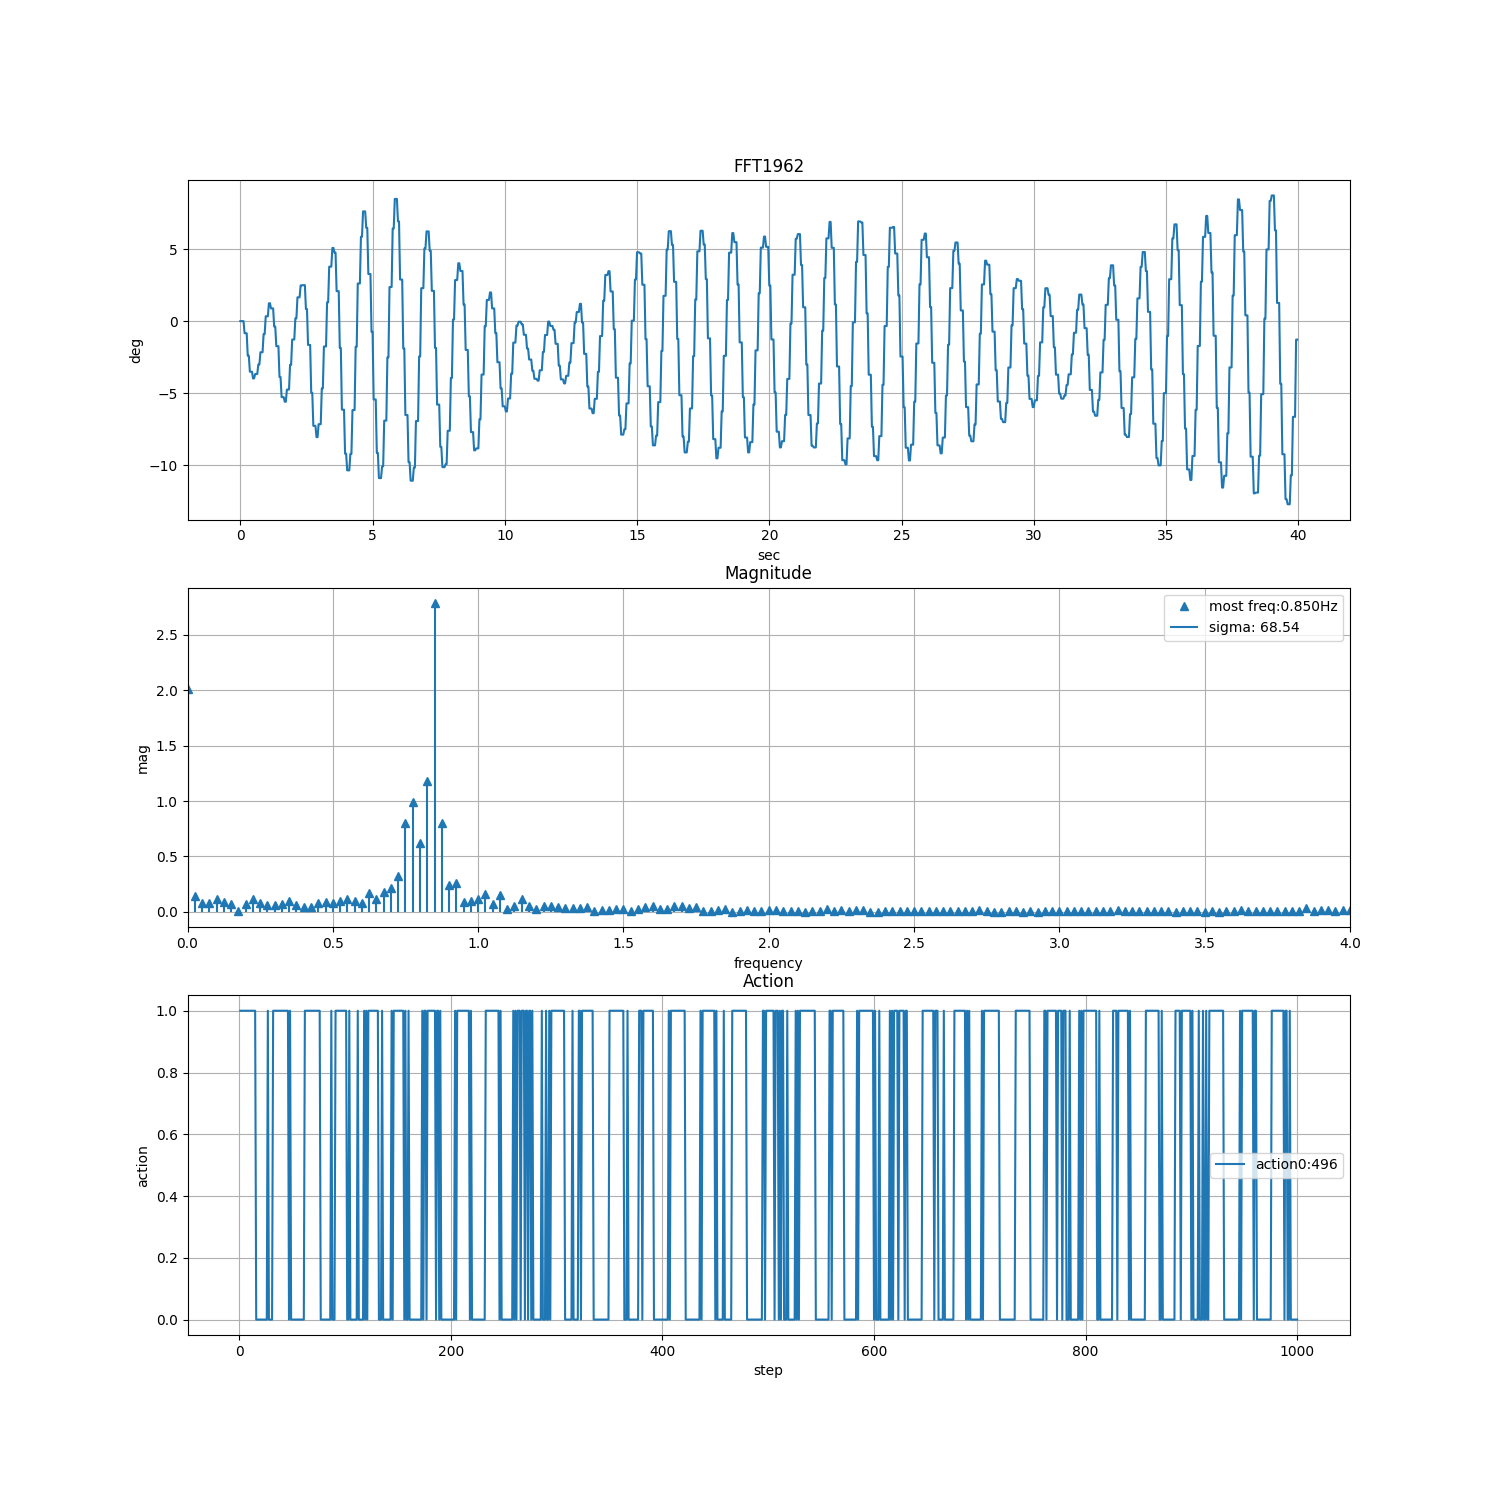 FFT1962
5
0
−5
−10
deg
0 5 10 15 20 25 30 35 40
sec
Magnitude
most freq:0.850Hz
sigma: 68.54
2.5
2.0
1.5
1.0
0.5
0.0
mag
0.0 0.5 1.0 1.5 2.0 2.5 3.0 3.5 4.0
frequency
Action
1.0
0.8
0.6
0.4
0.2
0.0
action
action0:496
0 200 400 600 800 1000
step